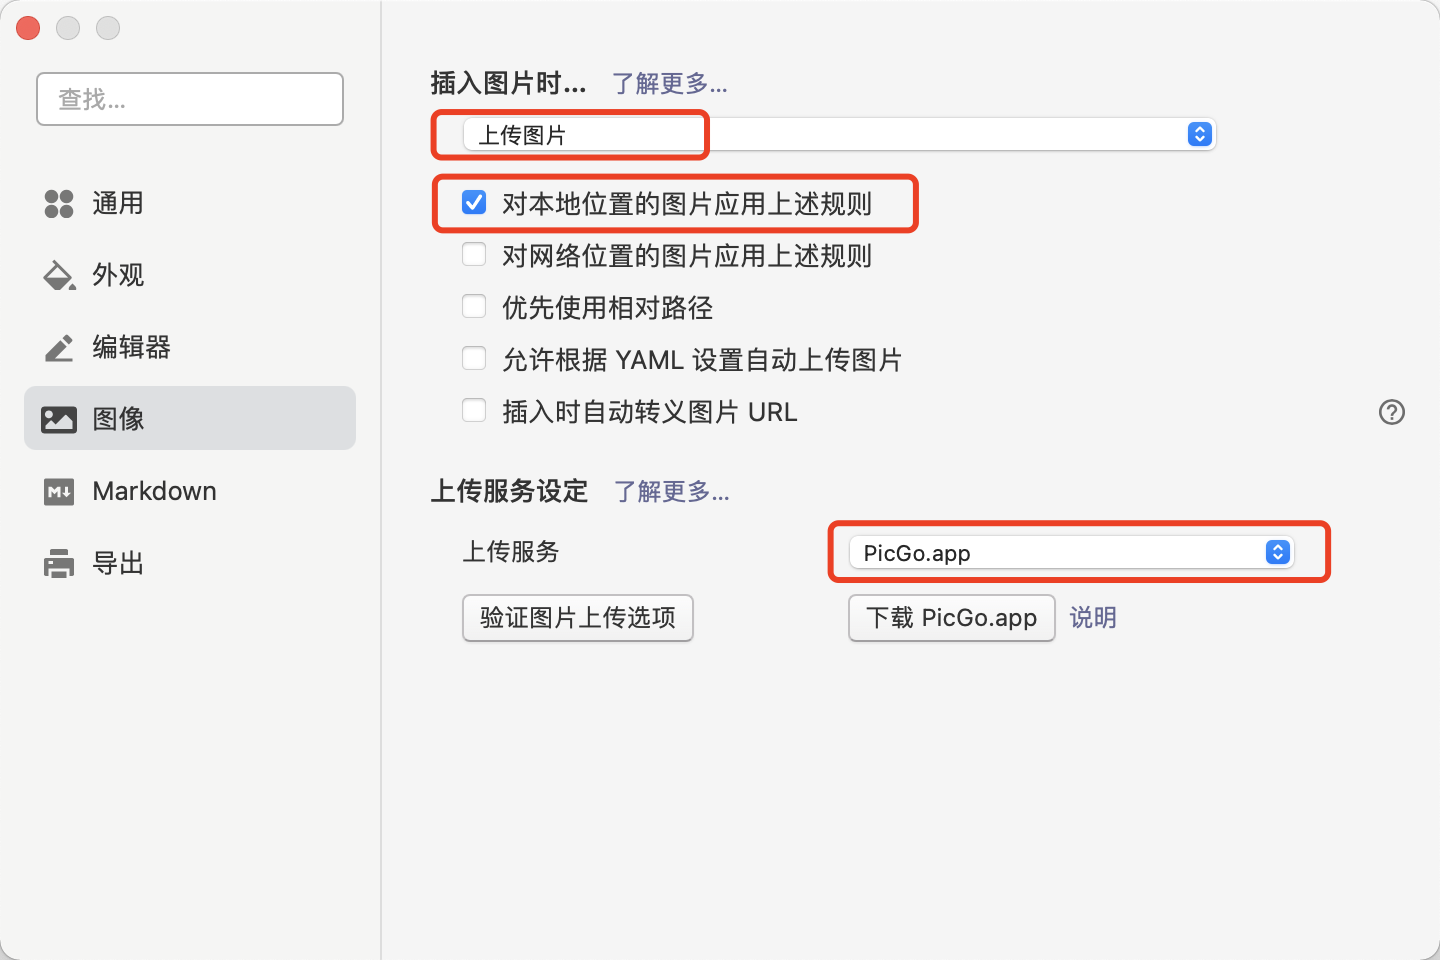 查找...
通用
外观
编辑器
图像
Markdown
导出
插入图片时... 了解更多...
上传图片
对本地位置的图片应用上述规则
对网络位置的图片应用上述规则
优先使用相对路径
允许根据 YAML 设置自动上传图片
插入时自动转义图片 URL
上传服务设定 了解更多...
上传服务 PicGo.app
验证图片上传选项 下载 PicGo.app 说明